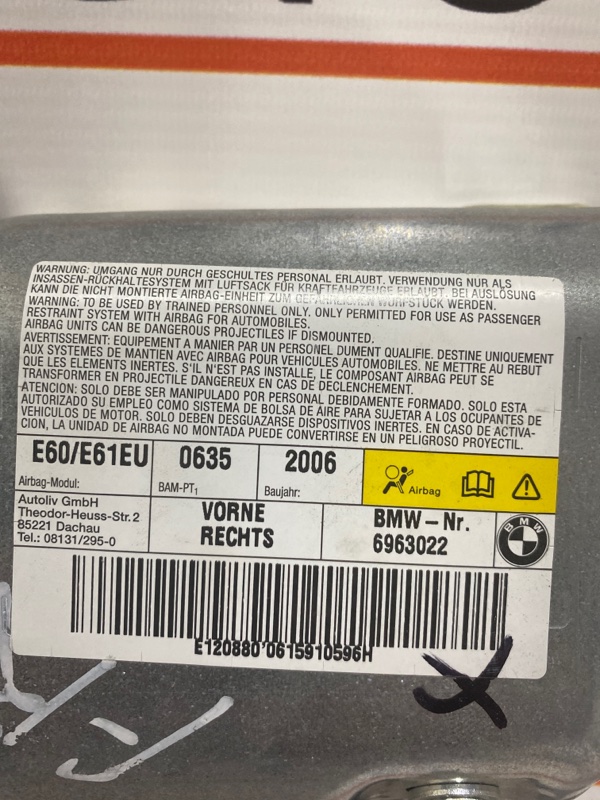 WARNUNG: UMGANG NUR DURCH GESCHULTES PERSONAL ERLAUBT. VERWENDUNG NUR ALS
INSASSEN-RÜCKHALTESYSTEM MIT LUFTSACK FÜR KRAFTFAHRZEUGE ERLAUBT. BEI AUSLÖSUNG
KANN DIE NICHT MONTIERTE AIRBAG-EINHEIT ZUM GEFÄHRLICHEN WURFSTÜCK WERDEN.
WARNING: TO BE USED BY TRAINED PERSONNEL ONLY. ONLY PERMITTED FOR USE AS PASSENGER
RESTRAINT SYSTEM WITH AIRBAG FOR AUTOMOBILES.
AIRBAG UNITS CAN BE DANGEROUS PROJECTILES IF DISMOUNTED.
AVERTISSEMENT: EQUIPEMENT A MANIER PAR UN PERSONEL DUMENT QUALIFIE. DESTINE UNIQUEMENT
AUX SYSTEMES DE MANTIEN AVEC AIRBAG POUR VEHICULES AUTOMOBILES. NE METTRE AU REBUT
QUE LES ELEMENTS INERTES. S'IL N'EST PAS INSTALLE, LE COMPOSANT AIRBAG PEUT SE
TRANSFORMER EN PROJECTILE DANGEREUX EN CAS DE DECLENCHEMENT.
ATENCION: SOLO DEBE SER MANIPULADO POR PERSONAL DEBIDAMENTE FORMADO. SOLO ESTA
AUTORIZADO SU EMPLEO COMO SISTEMA DE BOLSA DE AIRE PARA SUJETAR A LOS OCUPANTES DE
VEHICULOS DE MOTOR. SOLO DEBEN DESGUAZARSE DISPOSITIVOS INERTES. EN CASO DE ACTIVA-
CION, LA UNIDAD DE AIRBAG NO MONTADA PUEDE CONVERTIRSE EN UN PELIGROSO PROYECTIL.
E60/E61EU 0635 2006
Airbag-Modul: BAM-PT1 Baujahr: Airbag
Autoliv GmbH
Theodor-Heuss-Str. 2
85221 Dachau
Tel.: 08131/295-0
VORNE
RECHTS
BMW-Nr.
6963022
BMW
E120880'0615910596H
X